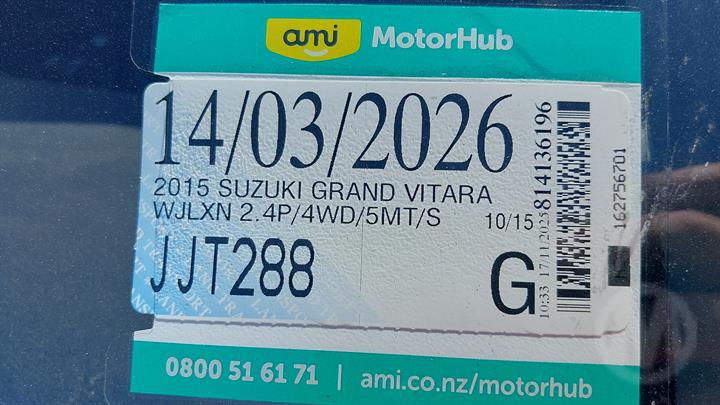 ami MotorHub
14/03/2026
2015 SUZUKI GRAND VITARA
WJLXN 2.4P/4WD/5MT/S 10/15
JJT288
G
10:33 17/11/2025
814136196
162756701
0800 51 61 71 | ami.co.nz/motorhub